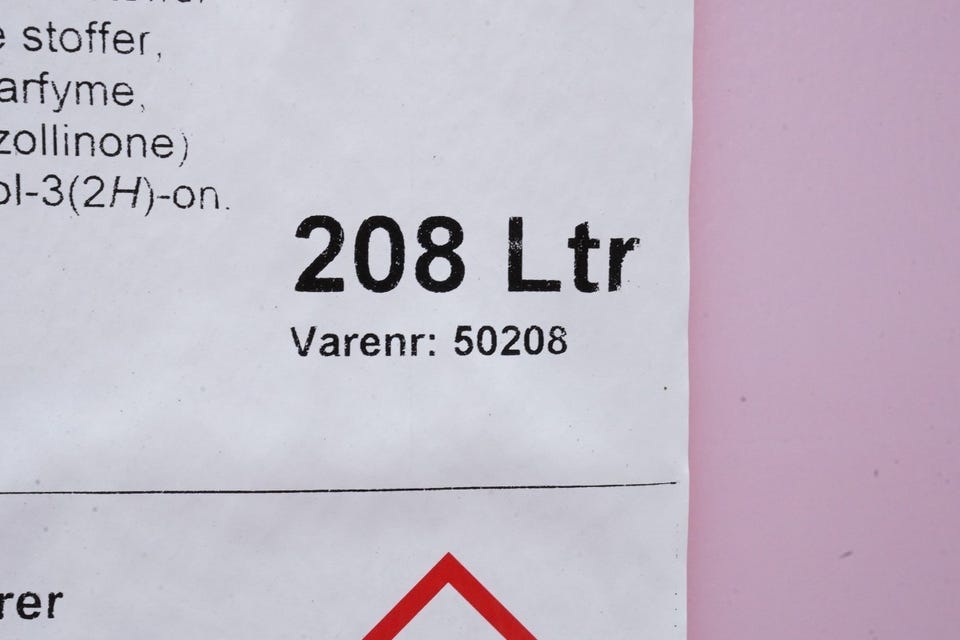 stoffer,
arfyme,
zollinone)
ol-3(2H)-on.
208 Ltr
Varenr: 50208
rer